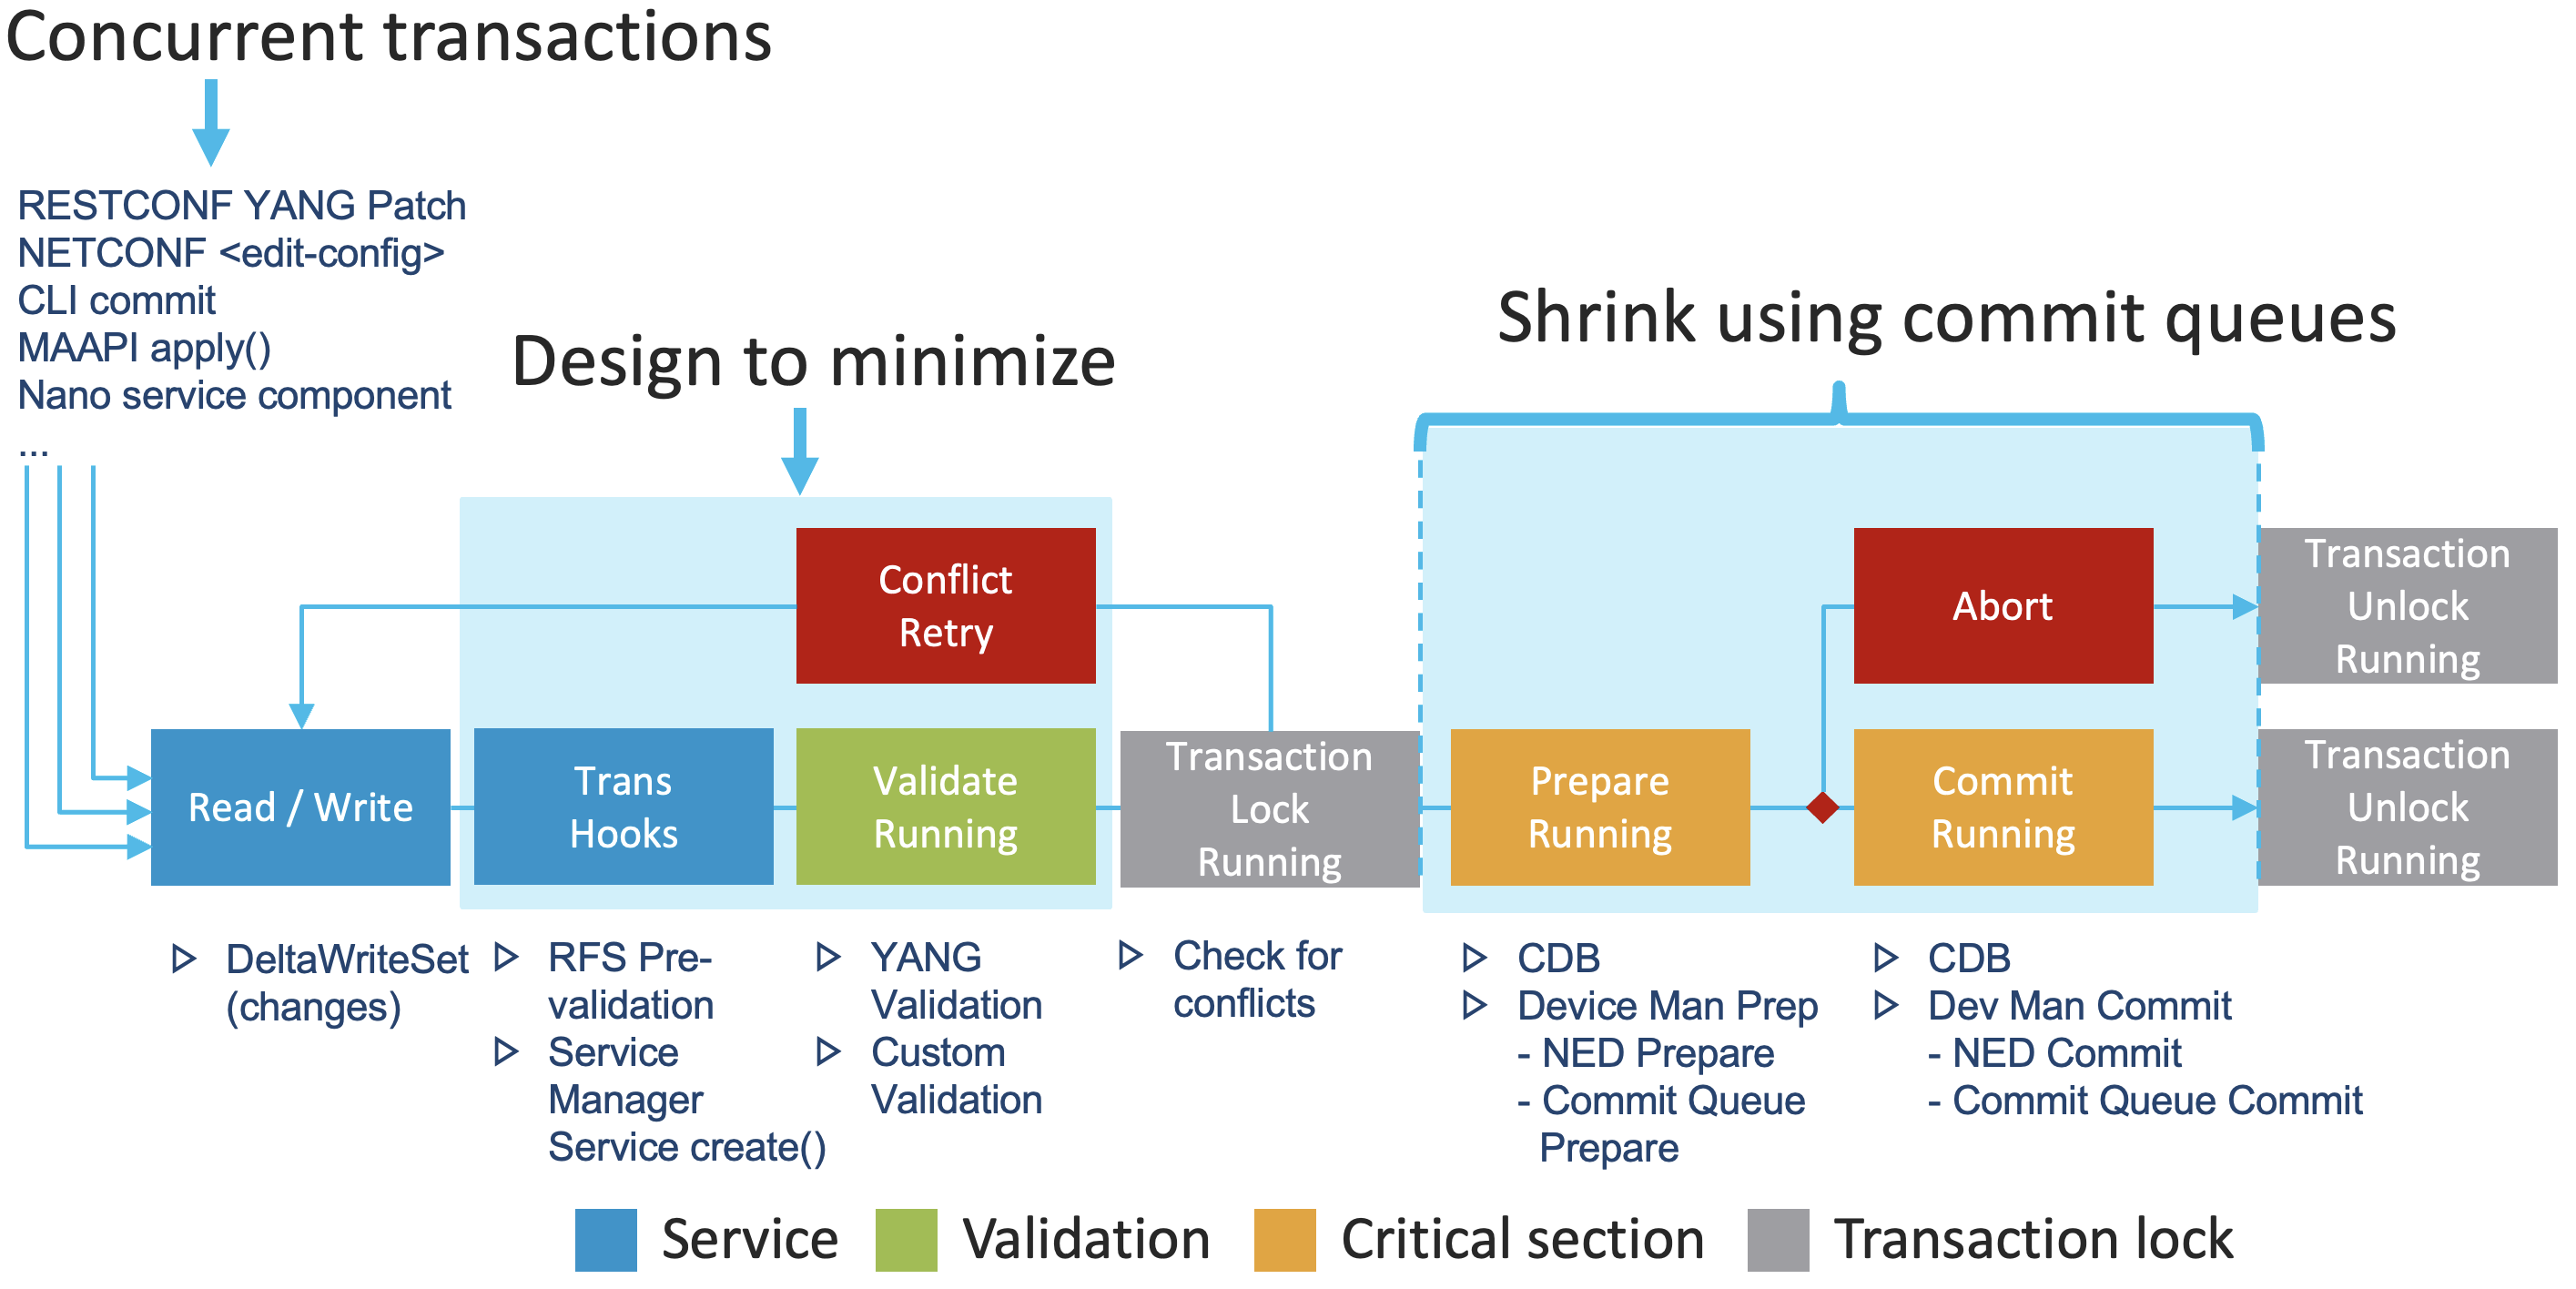 Concurrent transactions
RESTCONF YANG Patch
NETCONF <edit-config>
CLI commit
MAAPI apply()
Nano service component
...
Design to minimize
Shrink using commit queues
Conflict
Retry
Abort
Transaction
Unlock
Running
Read / Write
Trans
Hooks
Validate
Running
Transaction
Lock
Running
Prepare
Running
Commit
Running
Transaction
Unlock
Running
DeltaWriteSet
(changes)
RFS Pre-
validation
Service
Manager
Service create()
YANG
Validation
Custom
Validation
Check for
conflicts
CDB
Device Man Prep
- NED Prepare
- Commit Queue
Prepare
CDB
Dev Man Commit
- NED Commit
- Commit Queue Commit
Service
Validation
Critical section
Transaction lock